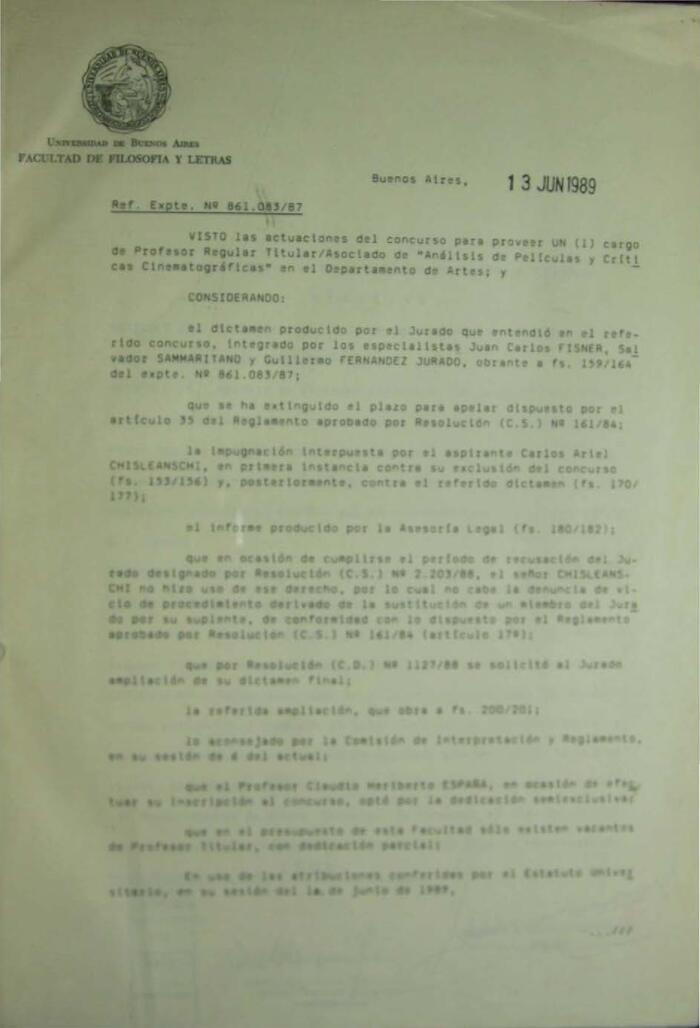 UNIVERSIDAD DE BUENOS AIRES
FACULTAD DE FILOSOFIA Y LETRAS
Buenos Aires, 13 JUN 1989
Ref. Expte. Nº 861.083/87
VISTO las actuaciones del concurso para proveer UN (1) cargo
de Profesor Regular Titular/Asociado de "Análisis de Películas y Críti
cas Cinematográficas" en el Departamento de Artes; y
CONSIDERANDO:
el dictamen producido por el Jurado que entendió en el refe-
rido concurso, integrado por los especialistas Juan Carlos FISNER, Sal
vador SAMMARITANO y Guillermo FERNANDEZ JURADO, obrante a fs. 159/164
del expte. Nº 861.083/87;
que se ha extinguido el plazo para apelar dispuesto por el
artículo 35 del Reglamento aprobado por Resolución (C.S.) Nº 161/84;
la impugnación interpuesta por el aspirante Carlos Ariel
CHISLEANSCHI, en primera instancia contra su exclusión del concurso
(fs. 153/156) y, posteriormente, contra el referido dictamen (fs. 170/
177);
el informe producido por la Asesoría Legal (fs. 180/182);
que en ocasión de cumplirse el período de recusación del Ju-
rado designado por Resolución (C.S.) Nº 2.203/88, el señor CHISLEANS-
CHI no hizo uso de ese derecho, por lo cual no cabe la denuncia de vi-
cio de procedimiento derivado de la sustitución de un miembro del Jura
do por su suplente, de conformidad con lo dispuesto por el Reglamento
aprobado por Resolución (C.S.) Nº 161/84 (artículo 17º);
que por Resolución (C.D.) Nº 1127/88 se solicitó al Jurado
ampliación de su dictamen final;
la referida ampliación, que obra a fs. 200/201;
lo aconsejado por la Comisión de Interpretación y Reglamento,
en su sesión de 6 del actual;
que el Profesor Claudio Heriberto ESPAÑA, en ocasión de efec
tuar su inscripción al concurso, optó por la dedicación semiexclusiva;
que en el presupuesto de esta Facultad sólo existen vacantes
de Profesor Titular, con dedicación parcial;
En uso de las atribuciones conferidas por el Estatuto Univer
sitario, en su sesión del de junio de 1989,
...///